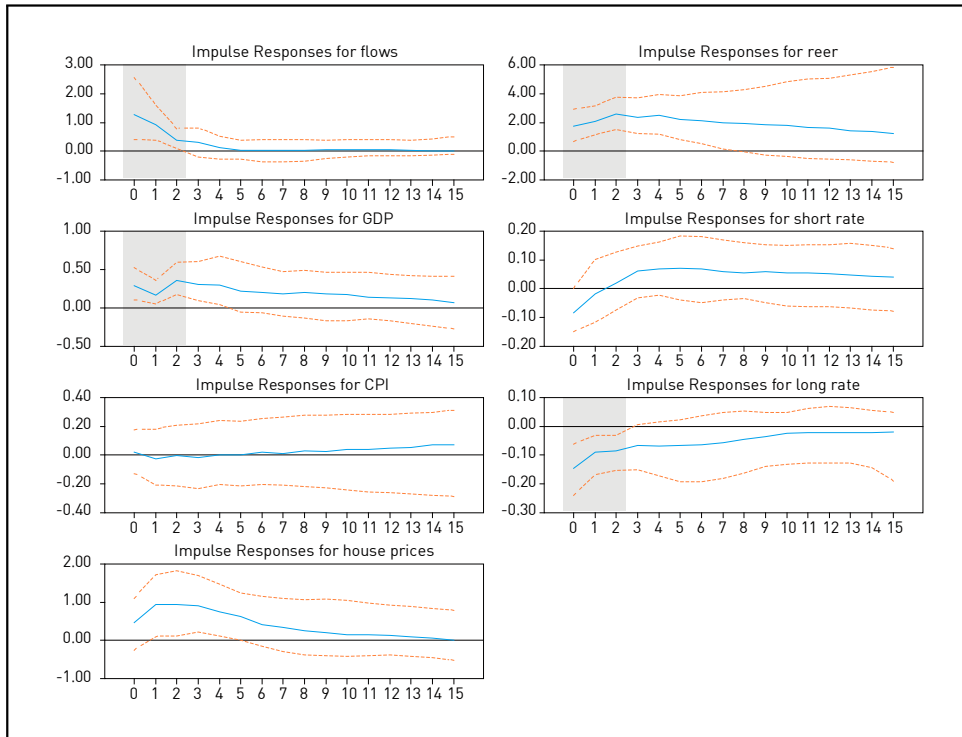 Impulse Responses for flows
3.00
2.00
1.00
0.00
-1.00
0 1 2 3 4 5 6 7 8 9 10 11 12 13 14 15
Impulse Responses for reer
6.00
4.00
2.00
0.00
-2.00
0 1 2 3 4 5 6 7 8 9 10 11 12 13 14 15
Impulse Responses for GDP
1.00
0.50
0.00
-0.50
0 1 2 3 4 5 6 7 8 9 10 11 12 13 14 15
Impulse Responses for short rate
0.20
0.10
0.00
-0.10
-0.20
0 1 2 3 4 5 6 7 8 9 10 11 12 13 14 15
Impulse Responses for CPI
0.40
0.20
0.00
-0.20
-0.40
0 1 2 3 4 5 6 7 8 9 10 11 12 13 14 15
Impulse Responses for long rate
0.10
0.00
-0.10
-0.20
-0.30
0 1 2 3 4 5 6 7 8 9 10 11 12 13 14 15
Impulse Responses for house prices
2.00
1.00
0.00
-1.00
0 1 2 3 4 5 6 7 8 9 10 11 12 13 14 15